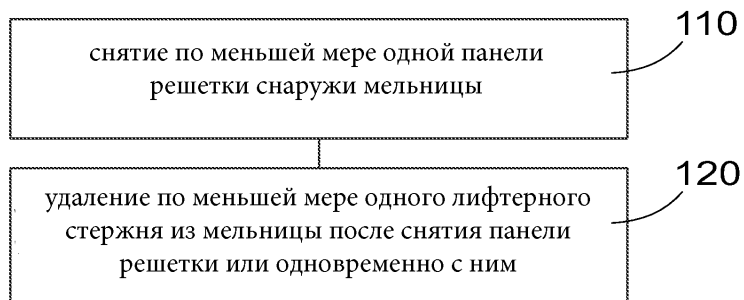 110
снятие по меньшей мере одной панели
решетки снаружи мельницы
120
удаление по меньшей мере одного лифтерного
стержня из мельницы после снятия панели
решетки или одновременно с ним